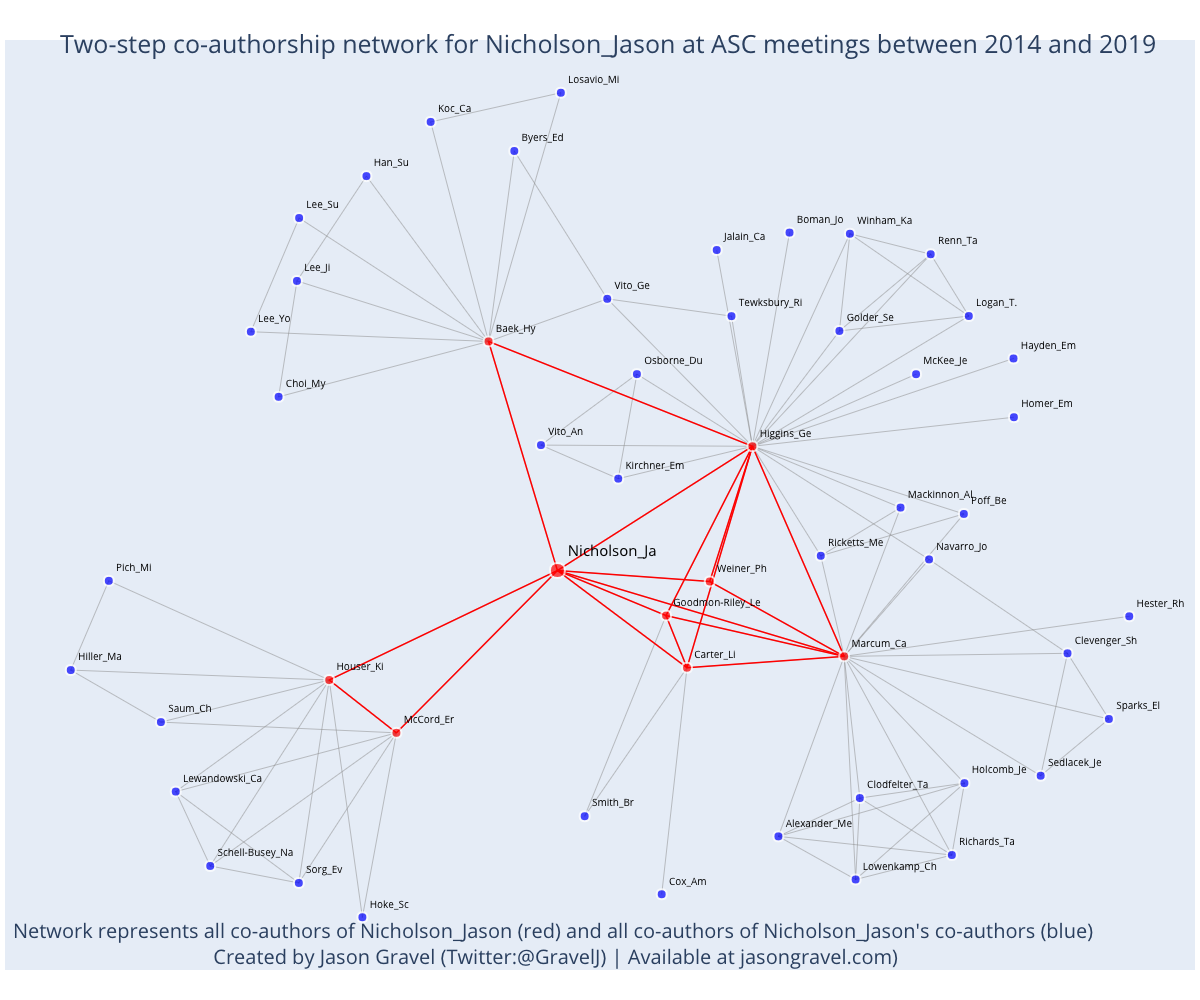 Two-step co-authorship network for Nicholson_Jason at ASC meetings between 2014 and 2019
Losavio_Mi
Koc_Ca
Byers_Ed
Han_Su
Lee_Su
Boman_Jo
Winham_Ka
Jalain_Ca
Renn_Ta
Lee_Ji
Vito_Ge
Tewksbury_Ri
Logan_T.
Lee_Yo
Golder_Se
Baek_Hy
Hayden_Em
Osborne_Du
McKee_Je
Choi_My
Homer_Em
Vito_An
Higgins_Ge
Kirchner_Em
Mackinnon_Al
Poff_Be
Ricketts_Me
Navarro_Jo
Nicholson_Ja
Pich_Mi
Weiner_Ph
Goodmon-Riley_Le
Hester_Rh
Marcum_Ca
Clevenger_Sh
Hiller_Ma
Carter_Li
Houser_Ki
Saum_Ch
McCord_Er
Sparks_El
Lewandowski_Ca
Holcomb_Je
Sedlacek_Je
Clodfelter_Ta
Smith_Br
Alexander_Me
Richards_Ta
Schell-Busey_Na
Sorg_Ev
Lowenkamp_Ch
Cox_Am
Hoke_Sc
Network represents all co-authors of Nicholson_Jason (red) and all co-authors of Nicholson_Jason's co-authors (blue)
Created by Jason Gravel (Twitter:@GravelJ) | Available at jasongravel.com)